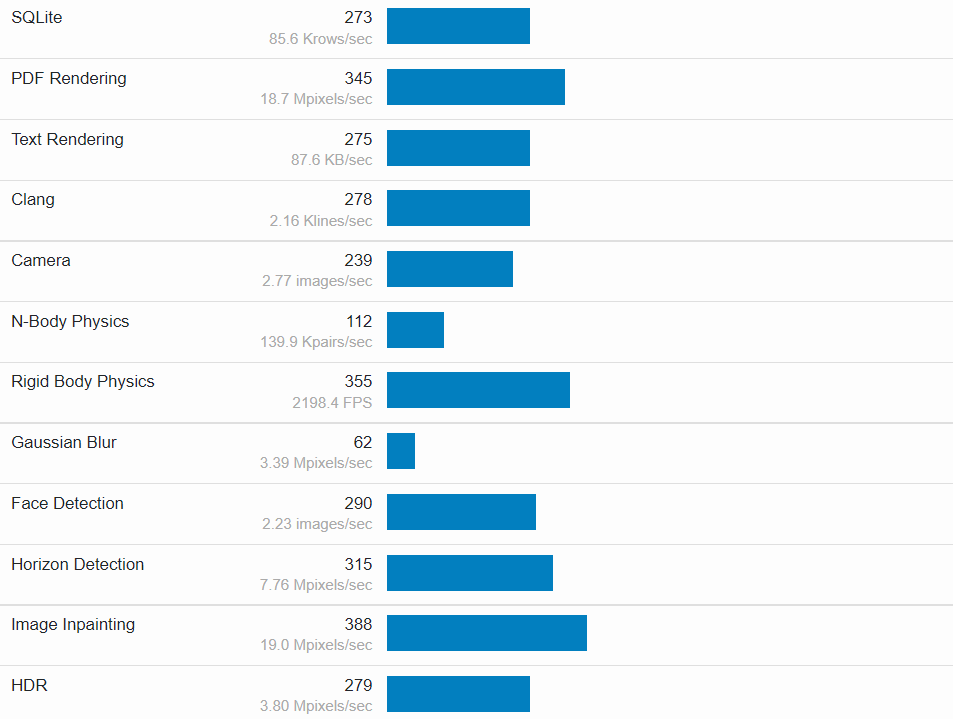 SQLite 273
85.6 Krows/sec
PDF Rendering 345
18.7 Mpixels/sec
Text Rendering 275
87.6 KB/sec
Clang 278
2.16 Klines/sec
Camera 239
2.77 images/sec
N-Body Physics 112
139.9 Kpairs/sec
Rigid Body Physics 355
2198.4 FPS
Gaussian Blur 62
3.39 Mpixels/sec
Face Detection 290
2.23 images/sec
Horizon Detection 315
7.76 Mpixels/sec
Image Inpainting 388
19.0 Mpixels/sec
HDR 279
3.80 Mpixels/sec